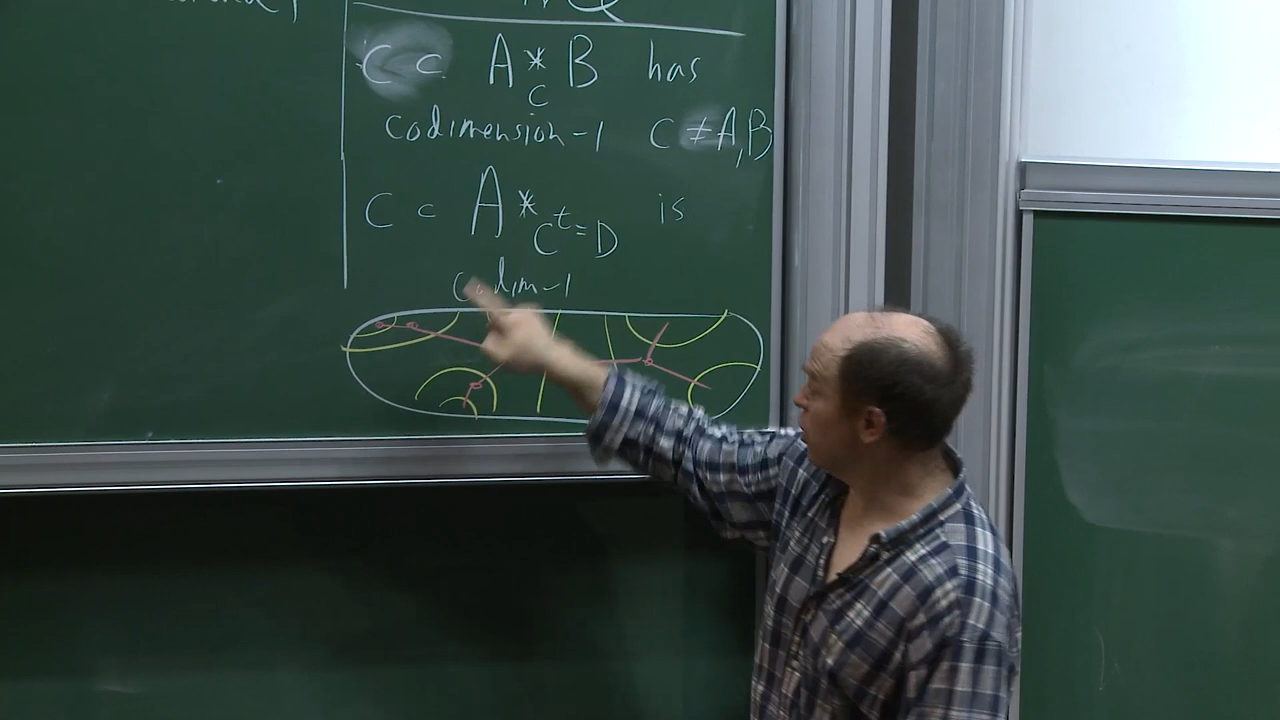 C ⊂ A *_C B has
codimension-1 C ≠ A,B
C ⊂ A *_{C^t=D} is
codim-1